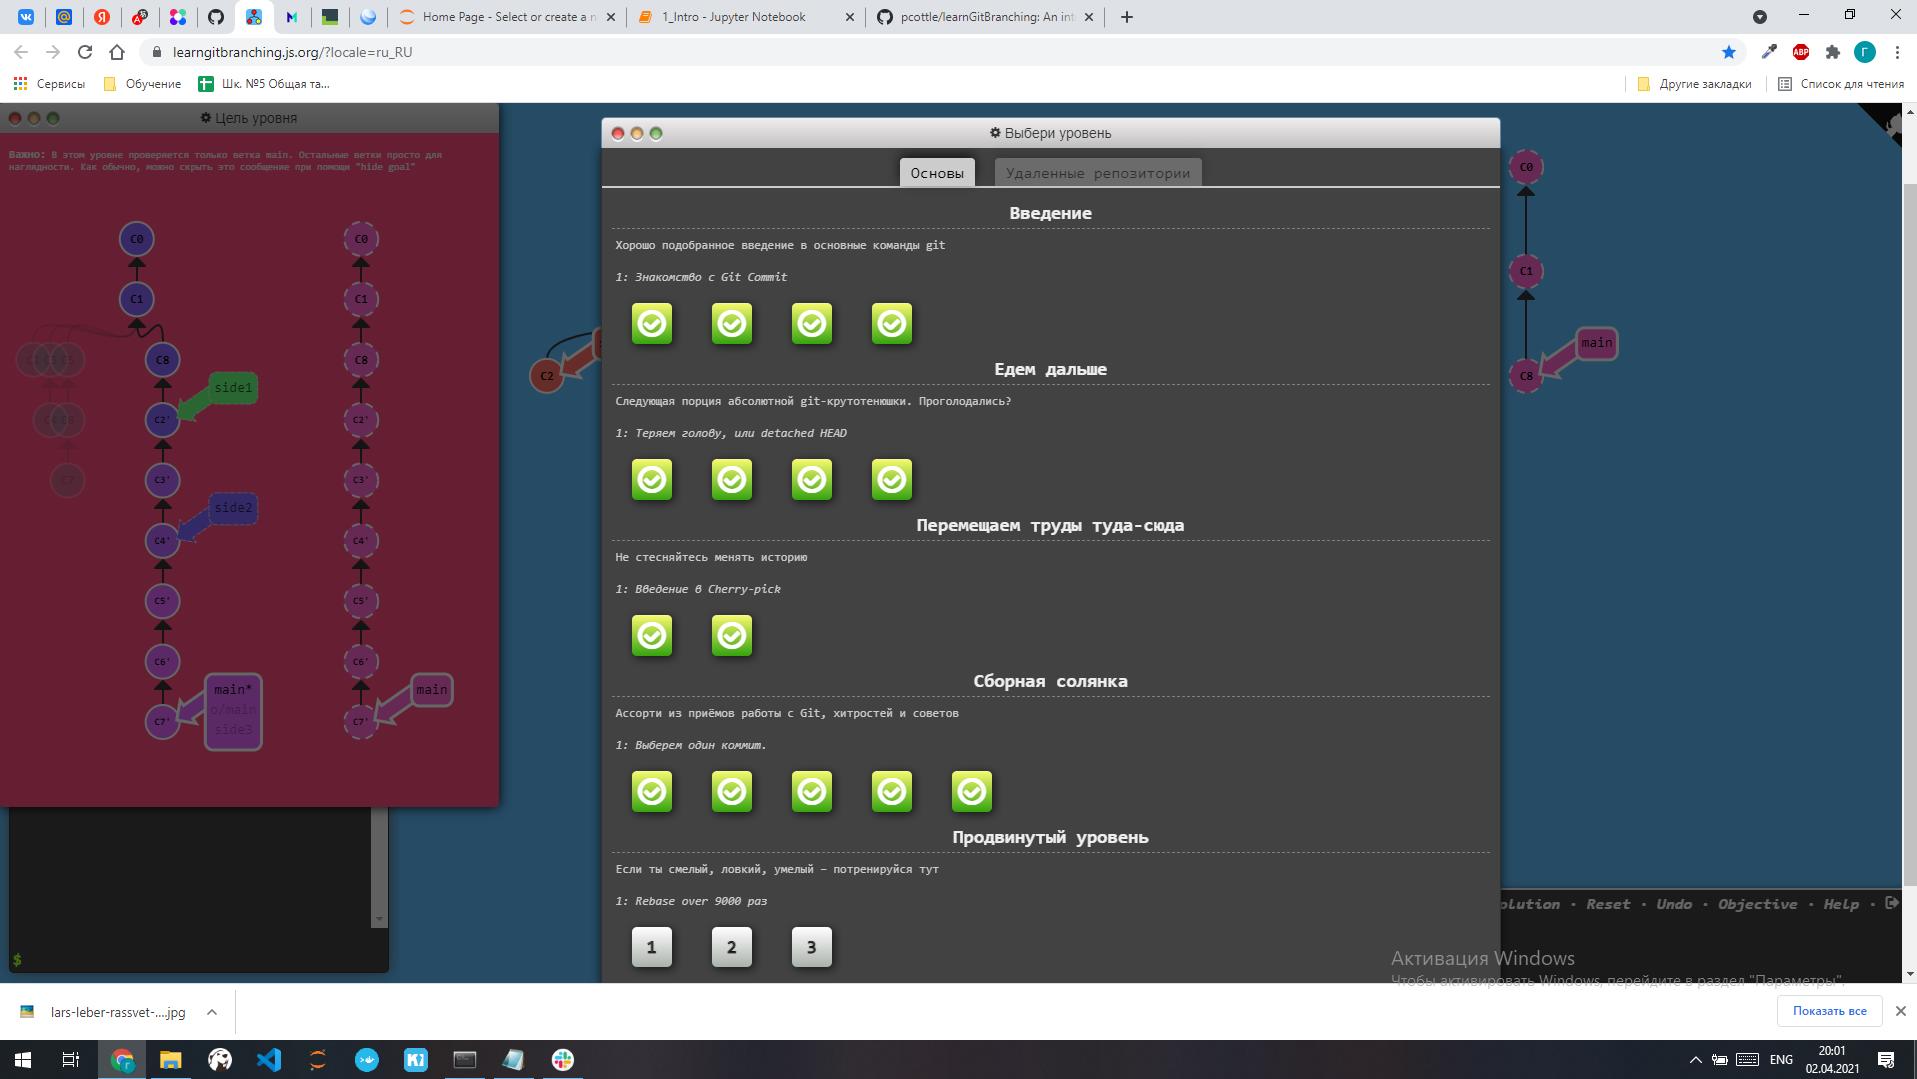 Home Page - Select or create a n
1_Intro - Jupyter Notebook
pcottle/learnGitBranching: An int
learngitbranching.js.org/?locale=ru_RU
ABP
Г
Сервисы
Обучение
Шк. №5 Общая та...
Другие закладки
Список для чтения
Цель уровня
Важно: В этом уровне проверяется только ветка main. Остальные ветки просто для
наглядности. Как обычно, можно скрыть это сообщение при помощи "hide goal"
C0
C1
C8
side1
C2'
C3'
side2
C4'
C5'
C6'
main*
o/main
side3
C7'
C7
C0
C1
C8
C2'
C3'
C4'
C5'
C6'
main
C7'
$
C2
Выбери уровень
Основы
Удаленные репозитории
Введение
Хорошо подобранное введение в основные команды git
1: Знакомство с Git Commit
Едем дальше
Следующая порция абсолютной git-крутотенюшки. Проголодались?
1: Теряем голову, или detached HEAD
Перемещаем труды туда-сюда
Не стесняйтесь менять историю
1: Введение в Cherry-pick
Сборная солянка
Ассорти из приёмов работы с Git, хитростей и советов
1: Выберем один коммит.
Продвинутый уровень
Если ты смелый, ловкий, умелый – потренируйся тут
1: Rebase over 9000 раз
1 2 3
C0
C1
main
C8
olution · Reset · Undo · Objective · Help ·
Активация Windows
Чтобы активировать Windows, перейдите в раздел "Параметры".
lars-leber-rassvet-....jpg
Показать все
ENG
20:01
02.04.2021